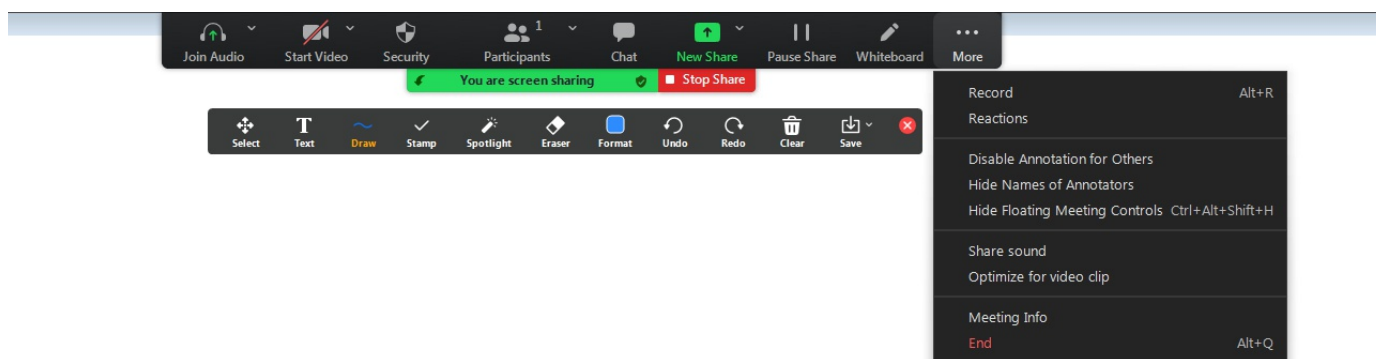 1
Join Audio Start Video Security Participants Chat New Share Pause Share Whiteboard More
You are screen sharing Stop Share
Select Text Draw Stamp Spotlight Eraser Format Undo Redo Clear Save
Record Alt+R
Reactions
Disable Annotation for Others
Hide Names of Annotators
Hide Floating Meeting Controls Ctrl+Alt+Shift+H
Share sound
Optimize for video clip
Meeting Info
End Alt+Q